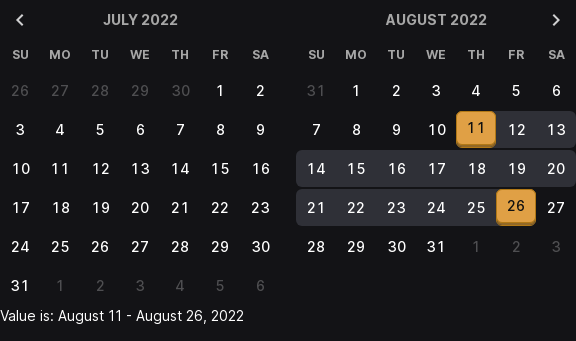 JULY 2022
SU MO TU WE TH FR SA
26 27 28 29 30 1 2
3 4 5 6 7 8 9
10 11 12 13 14 15 16
17 18 19 20 21 22 23
24 25 26 27 28 29 30
31 1 2 3 4 5 6
AUGUST 2022
SU MO TU WE TH FR SA
31 1 2 3 4 5 6
7 8 9 10 11 12 13
14 15 16 17 18 19 20
21 22 23 24 25 26 27
28 29 30 31 1 2 3
Value is: August 11 - August 26, 2022